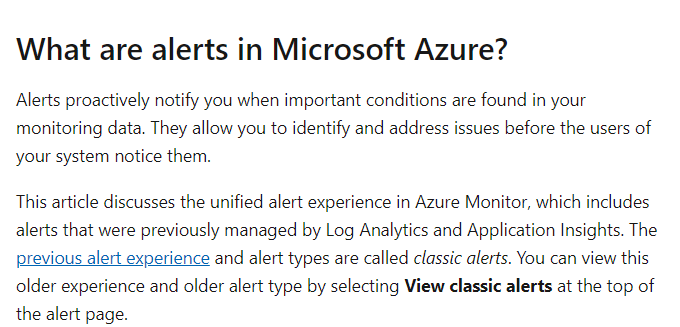 What are alerts in Microsoft Azure?
Alerts proactively notify you when important conditions are found in your
monitoring data. They allow you to identify and address issues before the users of
your system notice them.
This article discusses the unified alert experience in Azure Monitor, which includes
alerts that were previously managed by Log Analytics and Application Insights. The
previous alert experience and alert types are called classic alerts. You can view this
older experience and older alert type by selecting View classic alerts at the top of
the alert page.